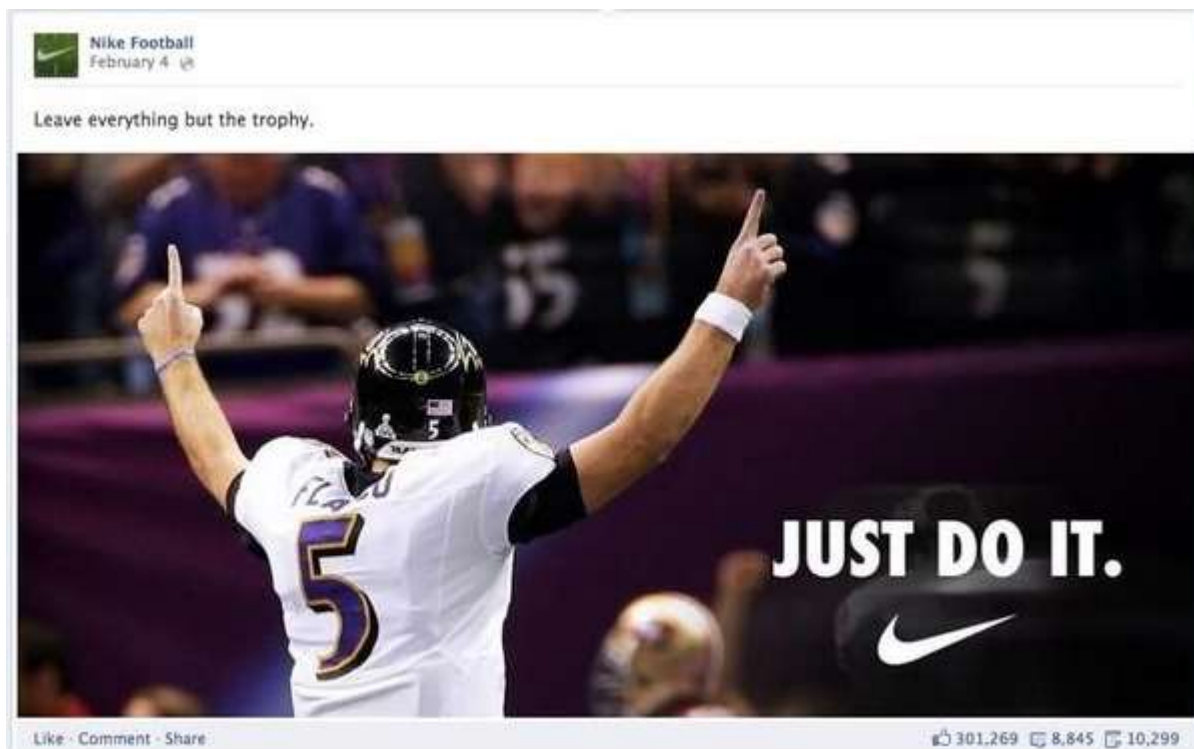 Nike Football
February 4
Leave everything but the trophy.
5
5
JUST DO IT.
Like · Comment · Share
301,269 8,845 10,299